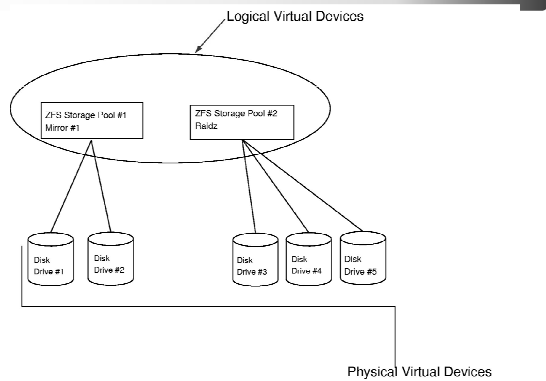 Logical Virtual Devices
ZFS Storage Pool #1
Mirror #1
ZFS Storage Pool #2
Raidz
Disk
Drive #1
Disk
Drive #2
Disk
Drive #3
Disk
Drive #4
Disk
Drive #5
Physical Virtual Devices